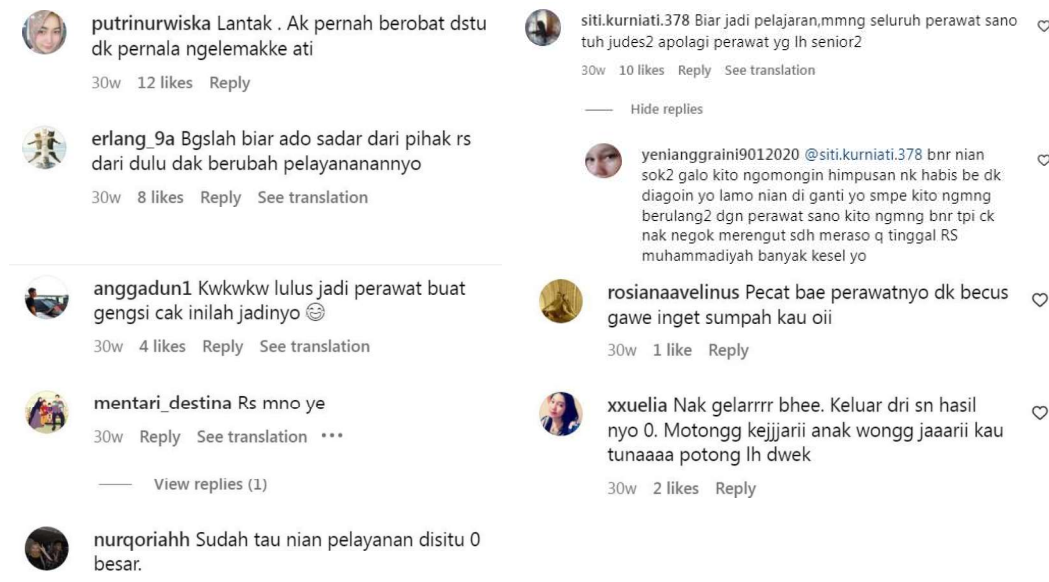 putrinurwiska Lantak . Ak pernah berobat dstu
dk pernala ngelemakke ati
30w 12 likes Reply
erlang_9a Bgslah biar ado sadar dari pihak rs
dari dulu dak berubah pelayananannyo
30w 8 likes Reply See translation
anggadun1 Kwkwkw lulus jadi perawat buat
gengsi cak inilah jadinyo 😅
30w 4 likes Reply See translation
mentari_destina Rs mno ye
30w Reply See translation •••
View replies (1)
nurqoriahh Sudah tau nian pelayanan disitu 0
besar.
siti.kurniati.378 Biar jadi pelajaran,mmng seluruh perawat sano
tuh judes2 apolagi perawat yg lh senior2
30w 10 likes Reply See translation
Hide replies
yenianggraini9012020 @siti.kurniati.378 bnr nian
sok2 galo kito ngomongin himpusan nk habis be dk
diagoin yo lamo nian di ganti yo smpe kito ngmng
berulang2 dgn perawat sano kito ngmng bnr tpi ck
nak negok merengut sdh meraso q tinggal RS
muhammadiyah banyak kesel yo
rosianaavelinus Pecat bae perawatnyo dk becus
gawe inget sumpah kau oii
30w 1 like Reply
xxuelia Nak gelarrrr bhee. Keluar dri sn hasil
nyo 0. Motongg kejjjarii anak wongg jaaarii kau
tunaaaa potong lh dwek
30w 2 likes Reply